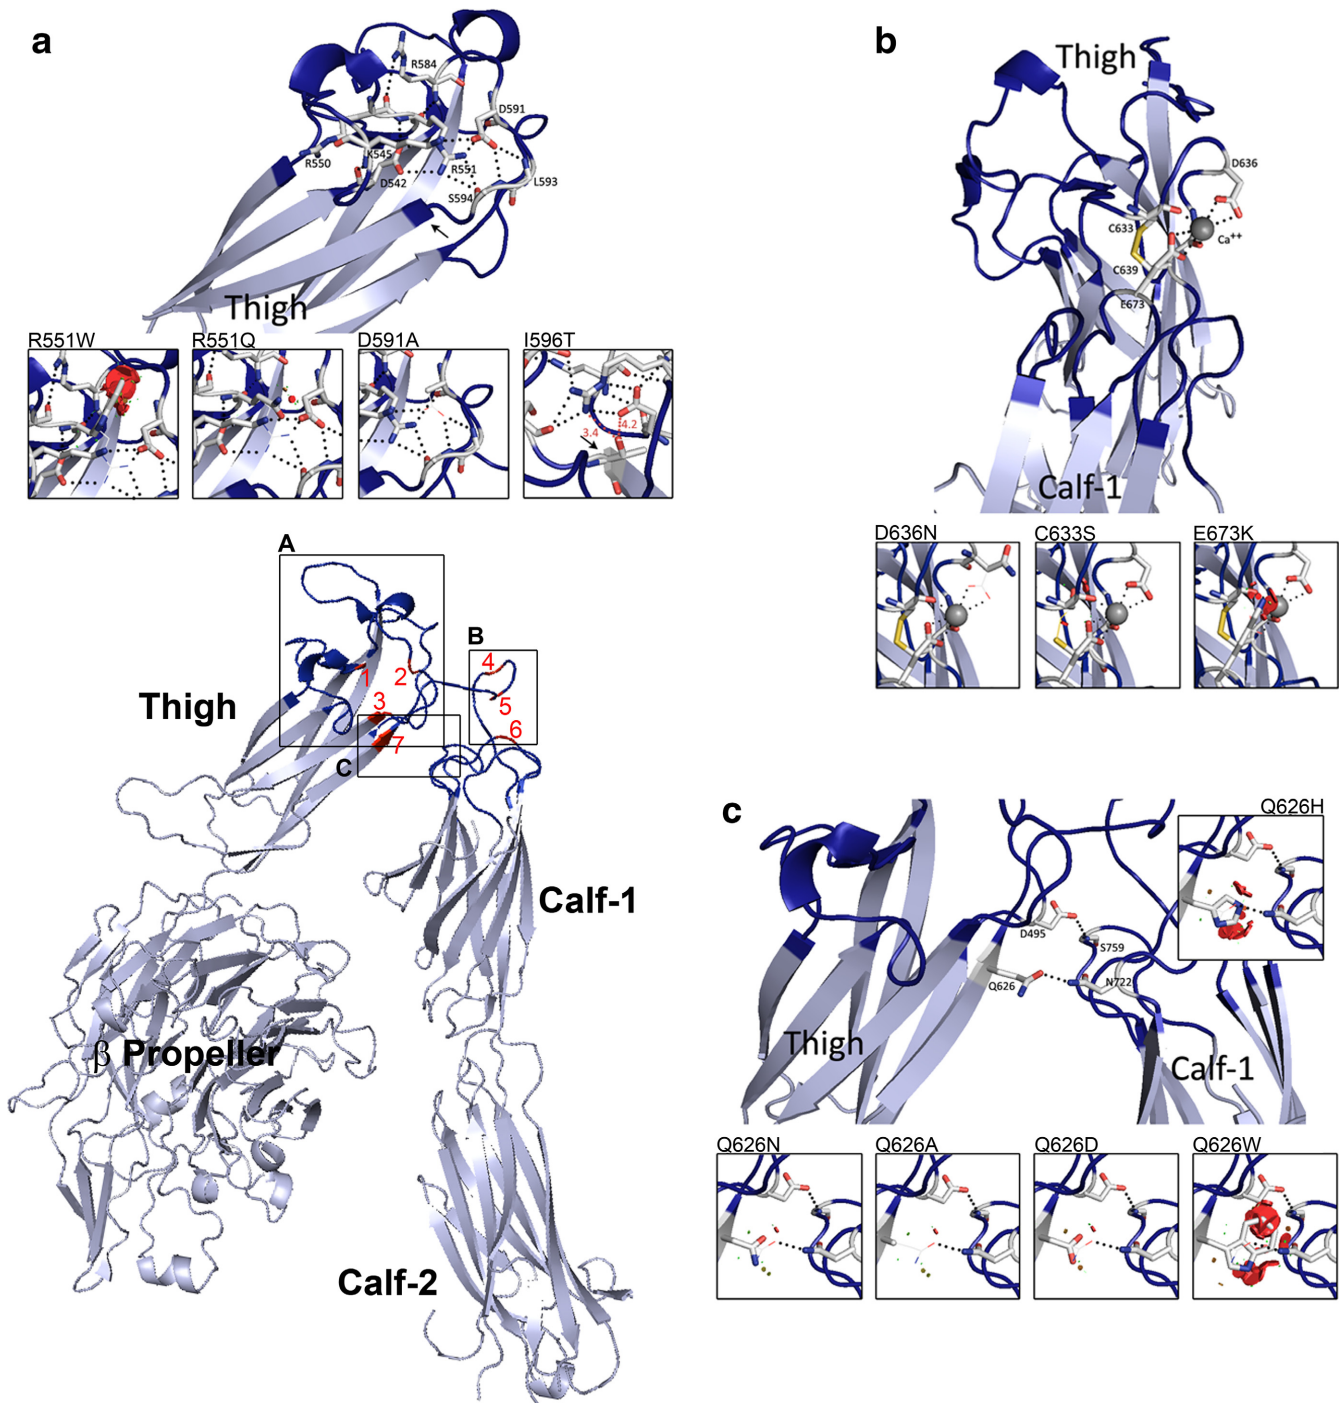 a
R584
D591
R550
K545
R551
D542
L593
S594
Thigh
R551W
R551Q
D591A
I596T
4.2
3.4
b
Thigh
D636
C633
Ca++
C639
E673
Calf-1
D636N
C633S
E673K
A
B
1
2
4
3
5
6
7
C
Thigh
Calf-1
β Propeller
Calf-2
c
Q626H
D495
S759
Q626
N722
Thigh
Calf-1
Q626N
Q626A
Q626D
Q626W